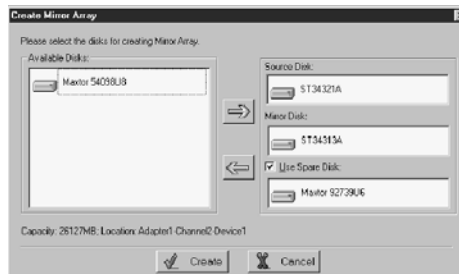 Create Mirror Array
Please select the disks for creating Mirror Array.
Available Disks:
Maxtor 54098U8
Source Disk:
ST34321A
Mirror Disk:
ST34313A
Use Spare Disk:
Maxtor 92739U6
Capacity: 26127MB; Location: Adapter1-Channel2-Device1
Create
Cancel